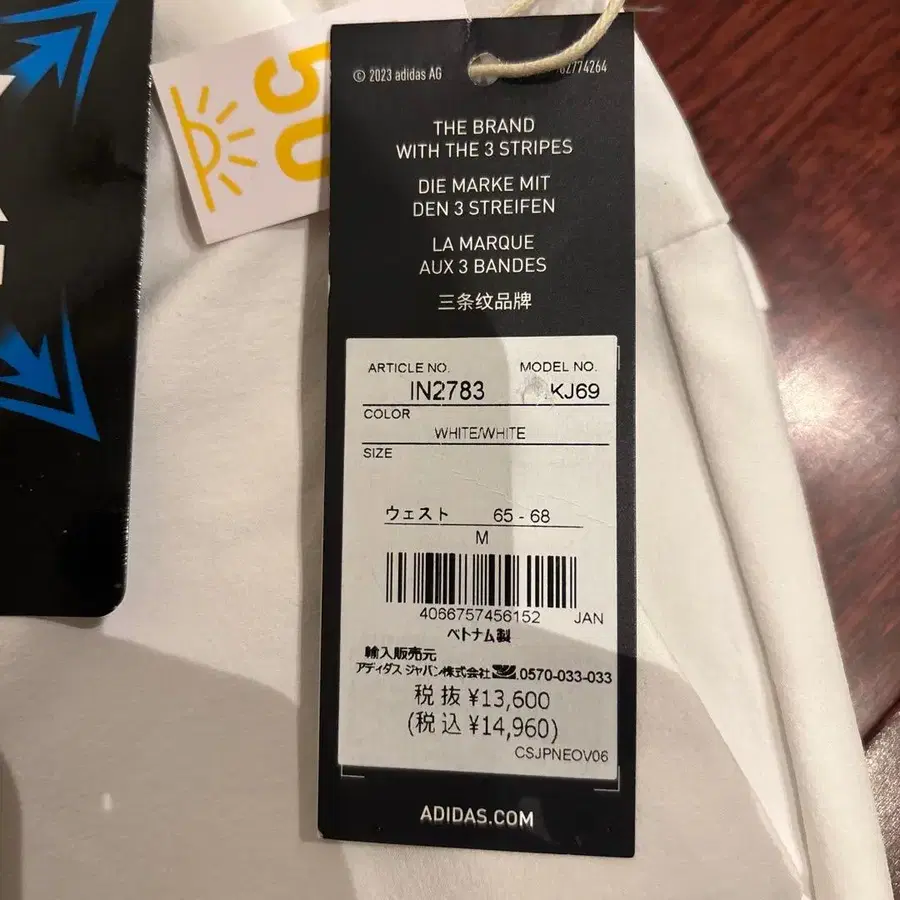 50
© 2023 adidas AG
62774264
THE BRAND
WITH THE 3 STRIPES
DIE MARKE MIT
DEN 3 STREIFEN
LA MARQUE
AUX 3 BANDES
三条纹品牌
ARTICLE NO. MODEL NO.
IN2783 KJ69
COLOR
WHITE/WHITE
SIZE
ウェスト 65 - 68
M
4066757456152 JAN
ベトナム製
輸入販売元
アディダス ジャパン株式会社 0570-033-033
税 抜 ¥13,600
(税 込 ¥14,960)
CSJPNEOV06
ADIDAS.COM